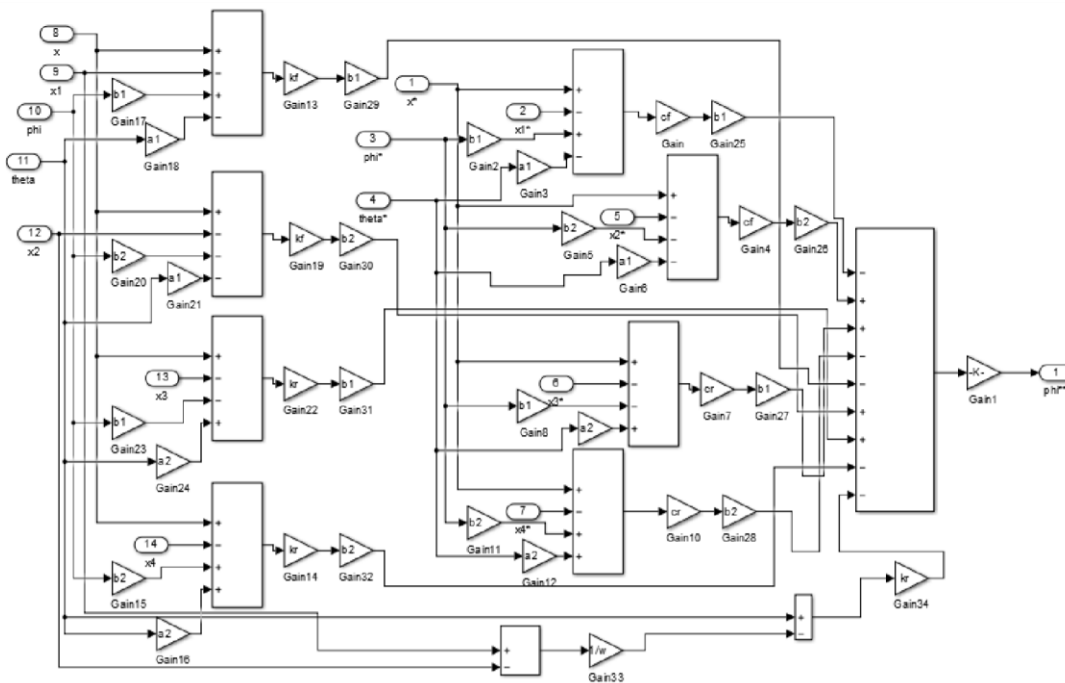 8
x
9
x1
10
phi
11
theta
12
x2
b1
Gain17
a1
Gain18
+
−
+
−
kf
Gain13
b1
Gain29
b2
Gain20
a1
Gain21
+
−
−
−
kf
Gain19
b2
Gain30
13
x3
b1
Gain23
a2
Gain24
+
−
−
+
kr
Gain22
b1
Gain31
14
x4
b2
Gain15
a2
Gain16
+
−
+
+
kr
Gain14
b2
Gain32
1
x*
2
x1*
3
phi*
4
theta*
b1
Gain2
a1
Gain3
+
−
+
−
cf
Gain
b1
Gain25
5
x2*
b2
Gain5
a1
Gain6
+
−
−
−
cf
Gain4
b2
Gain26
6
x3*
b1
Gain8
a2
+
−
−
+
cr
Gain7
b1
Gain27
7
x4*
b2
Gain11
a2
Gain12
+
−
+
+
cr
Gain10
b2
Gain28
−
+
+
−
−
+
+
−
−
-K-
Gain1
1
phi**
+
−
1/w
Gain33
+
−
kr
Gain34